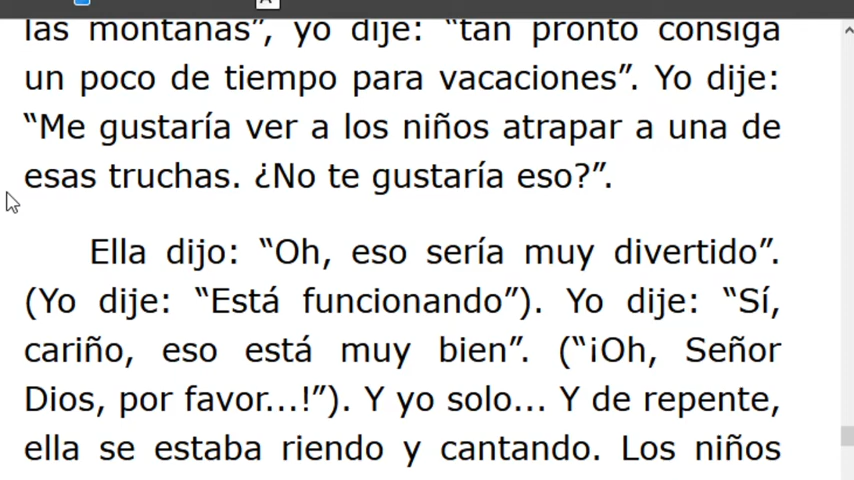 las montañas”, yo dije: “tan pronto consiga
un poco de tiempo para vacaciones”. Yo dije:
“Me gustaría ver a los niños atrapar a una de
esas truchas. ¿No te gustaría eso?”.
Ella dijo: “Oh, eso sería muy divertido”.
(Yo dije: “Está funcionando”). Yo dije: “Sí,
cariño, eso está muy bien”. (“¡Oh, Señor
Dios, por favor...!”). Y yo solo... Y de repente,
ella se estaba riendo y cantando. Los niños